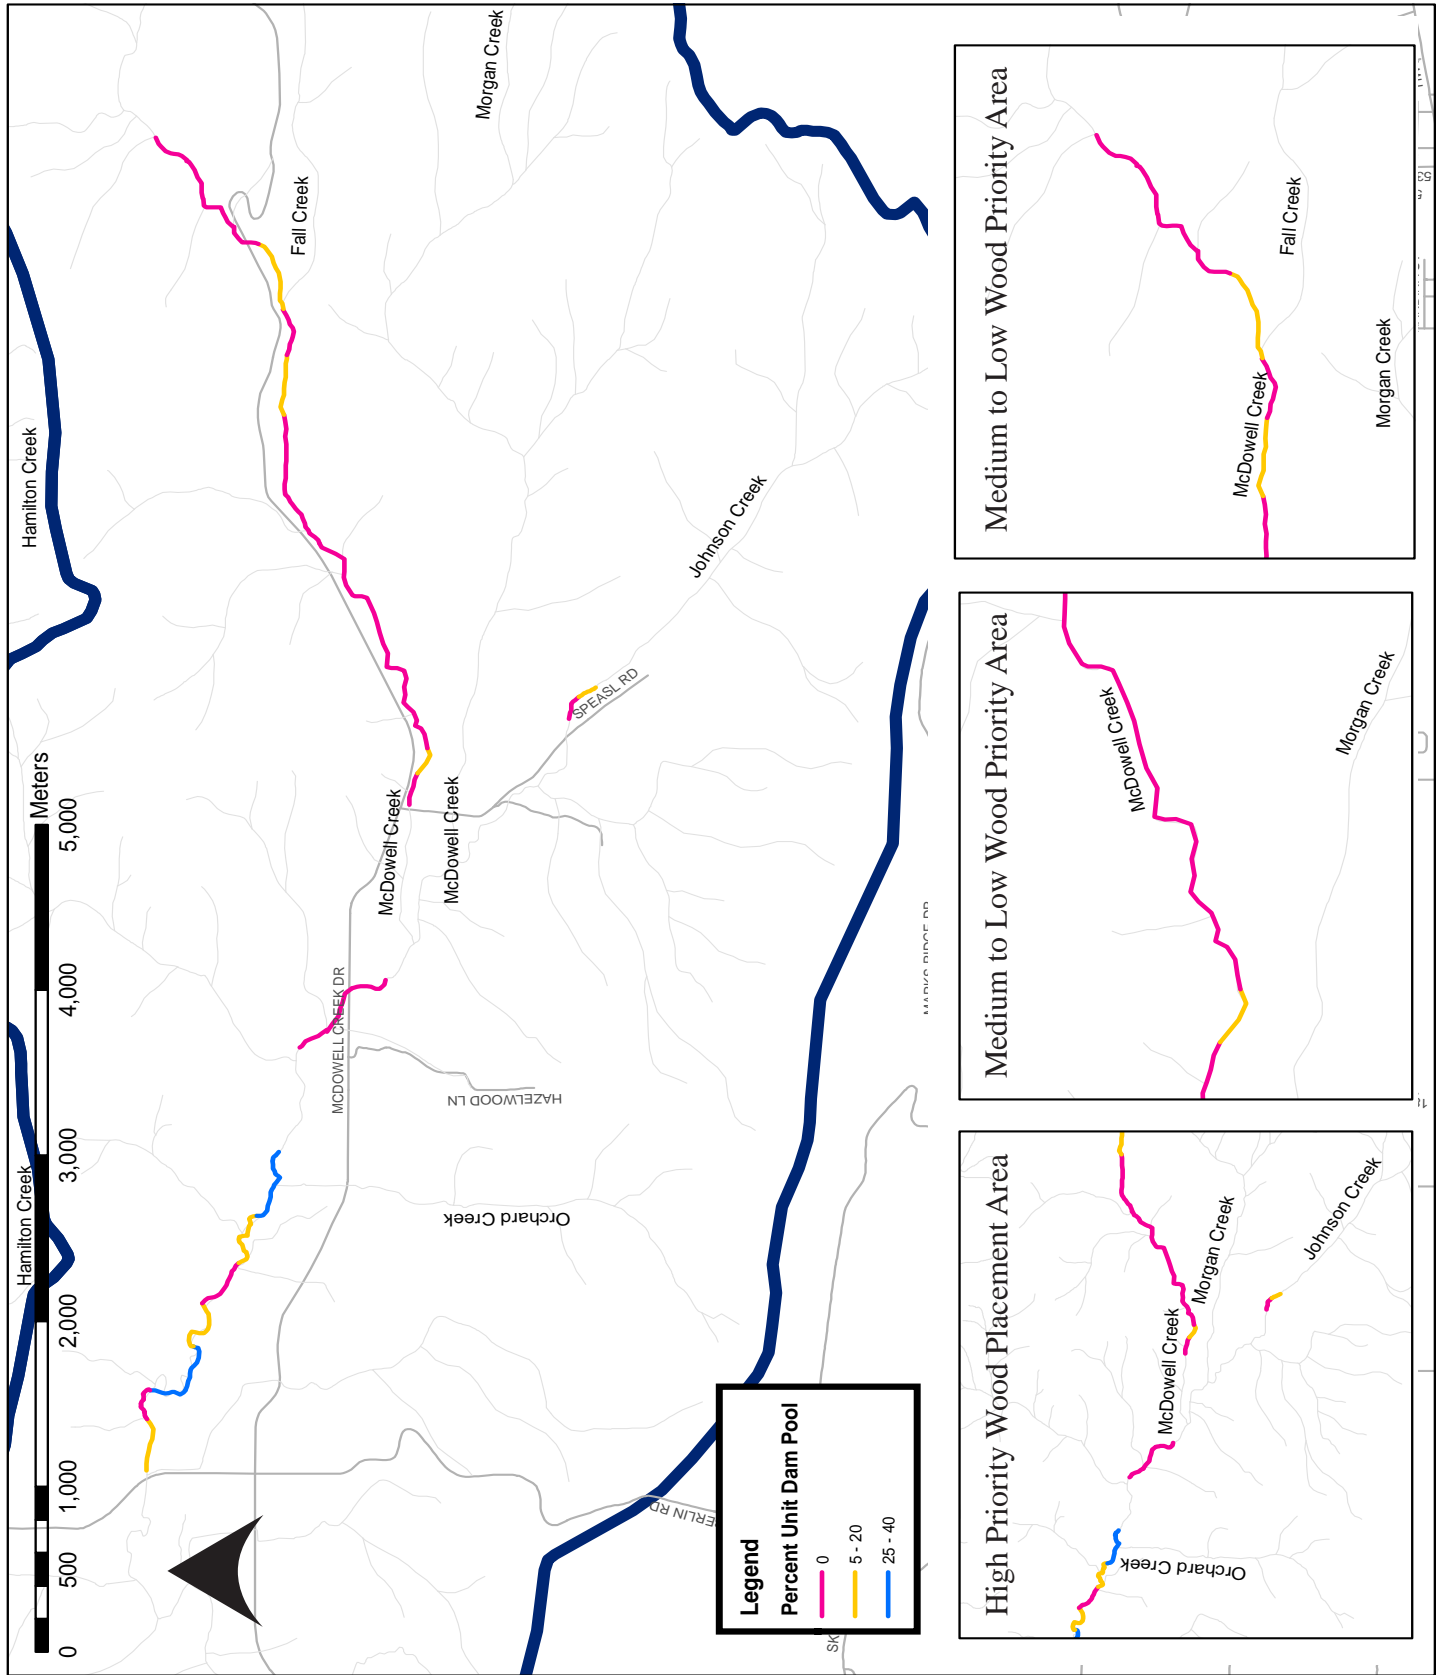 Hamilton Creek
Hamilton Creek
Morgan Creek
Fall Creek
Johnson Creek
SPEASL RD
McDowell Creek
McDowell Creek
MCDOWELL CREEK DR
HAZELWOOD LN
Orchard Creek
0 500 1,000 2,000 3,000 4,000 5,000
Meters
Legend
Percent Unit Dam Pool
0
5 - 20
25 - 40
High Priority Wood Placement Area
McDowell Creek
Morgan Creek
Johnson Creek
Orchard Creek
Medium to Low Wood Priority Area
McDowell Creek
McDowell Creek
Morgan Creek
Medium to Low Wood Priority Area
McDowell Creek
Fall Creek
Morgan Creek